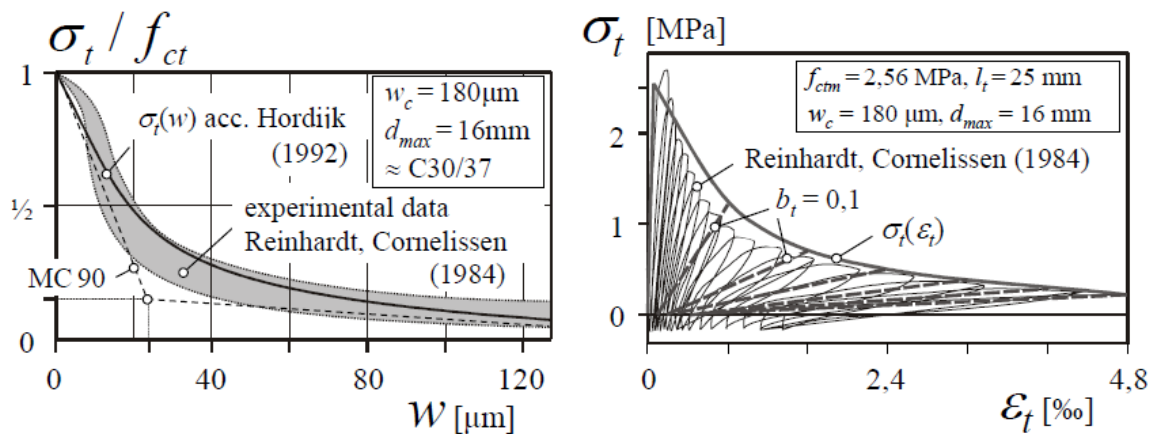 σt / fct
1
½
0
wc = 180µm
dmax = 16mm
≈ C30/37
σt(w) acc. Hordijk
(1992)
experimental data
Reinhardt, Cornelissen
(1984)
MC 90
0 40 80 120
w [µm]
σt [MPa]
2
1
0
fctm = 2,56 MPa, lt = 25 mm
wc = 180 µm, dmax = 16 mm
Reinhardt, Cornelissen (1984)
bt = 0,1
σt(εt)
0 2,4 4,8
εt [‰]